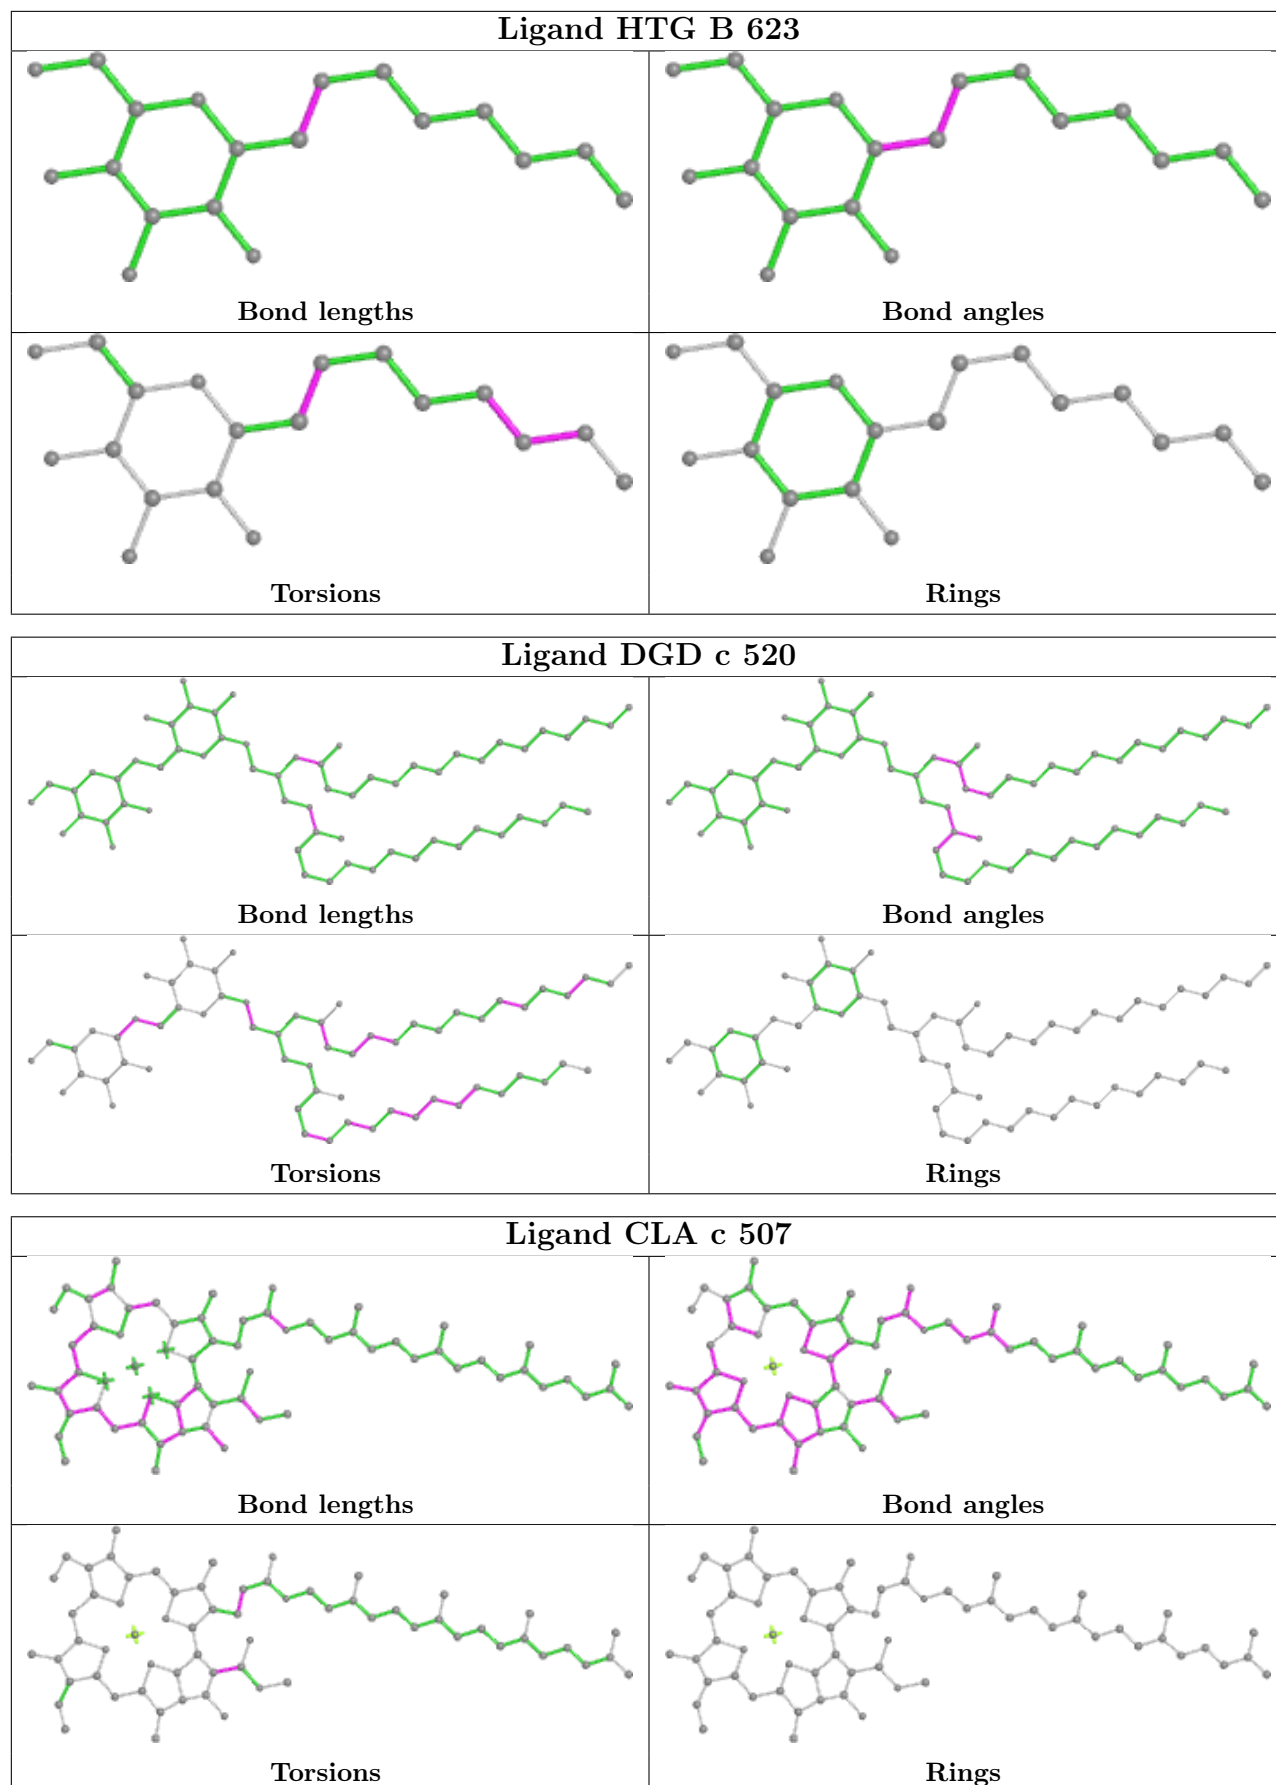 Ligand HTG B 623
Bond lengths
Bond angles
Torsions
Rings
Ligand DGD c 520
Bond lengths
Bond angles
Torsions
Rings
Ligand CLA c 507
Bond lengths
Bond angles
Torsions
Rings